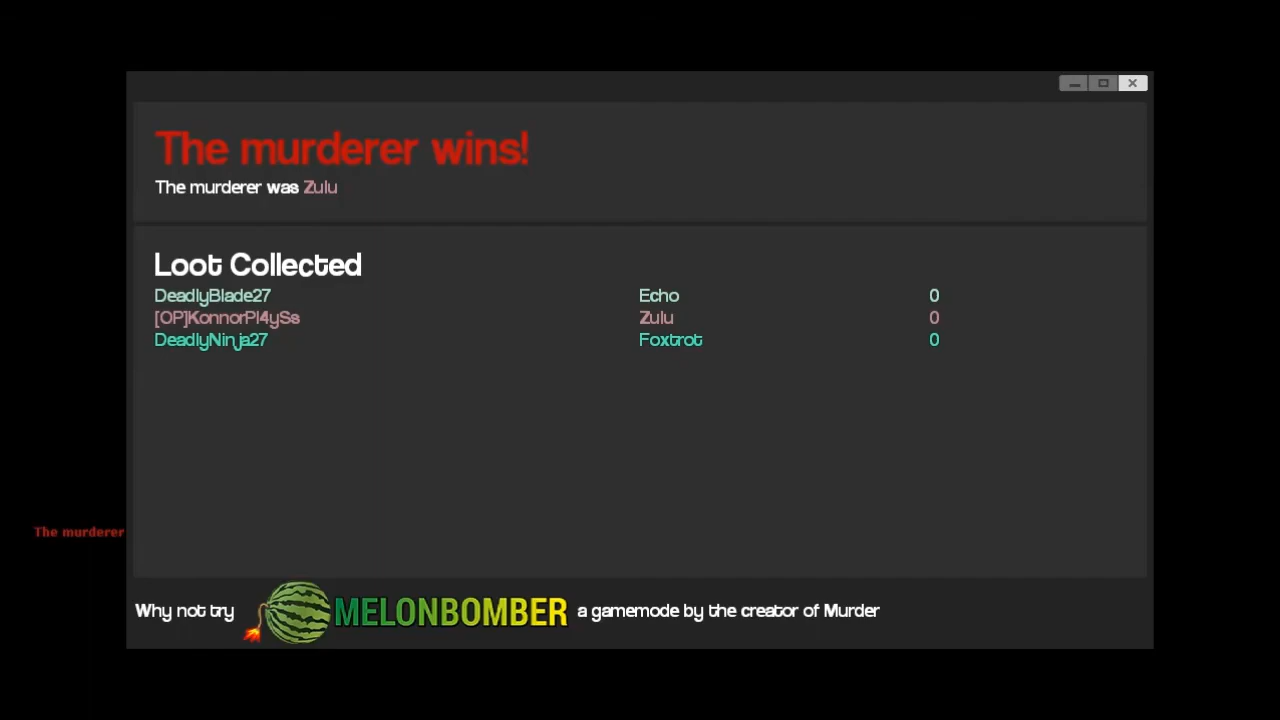 The murderer wins!
The murderer was Zulu
Loot Collected
DeadlyBlade27 Echo 0
[OP]KonnorPl4ySs Zulu 0
DeadlyNinja27 Foxtrot 0
The murderer
Why not try MELONBOMBER a gamemode by the creator of Murder